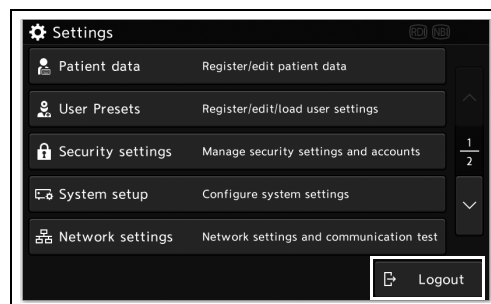 Settings RDI NBI
Patient data Register/edit patient data
User Presets Register/edit/load user settings
Security settings Manage security settings and accounts
1
System setup Configure system settings
2
Network settings Network settings and communication test
Logout